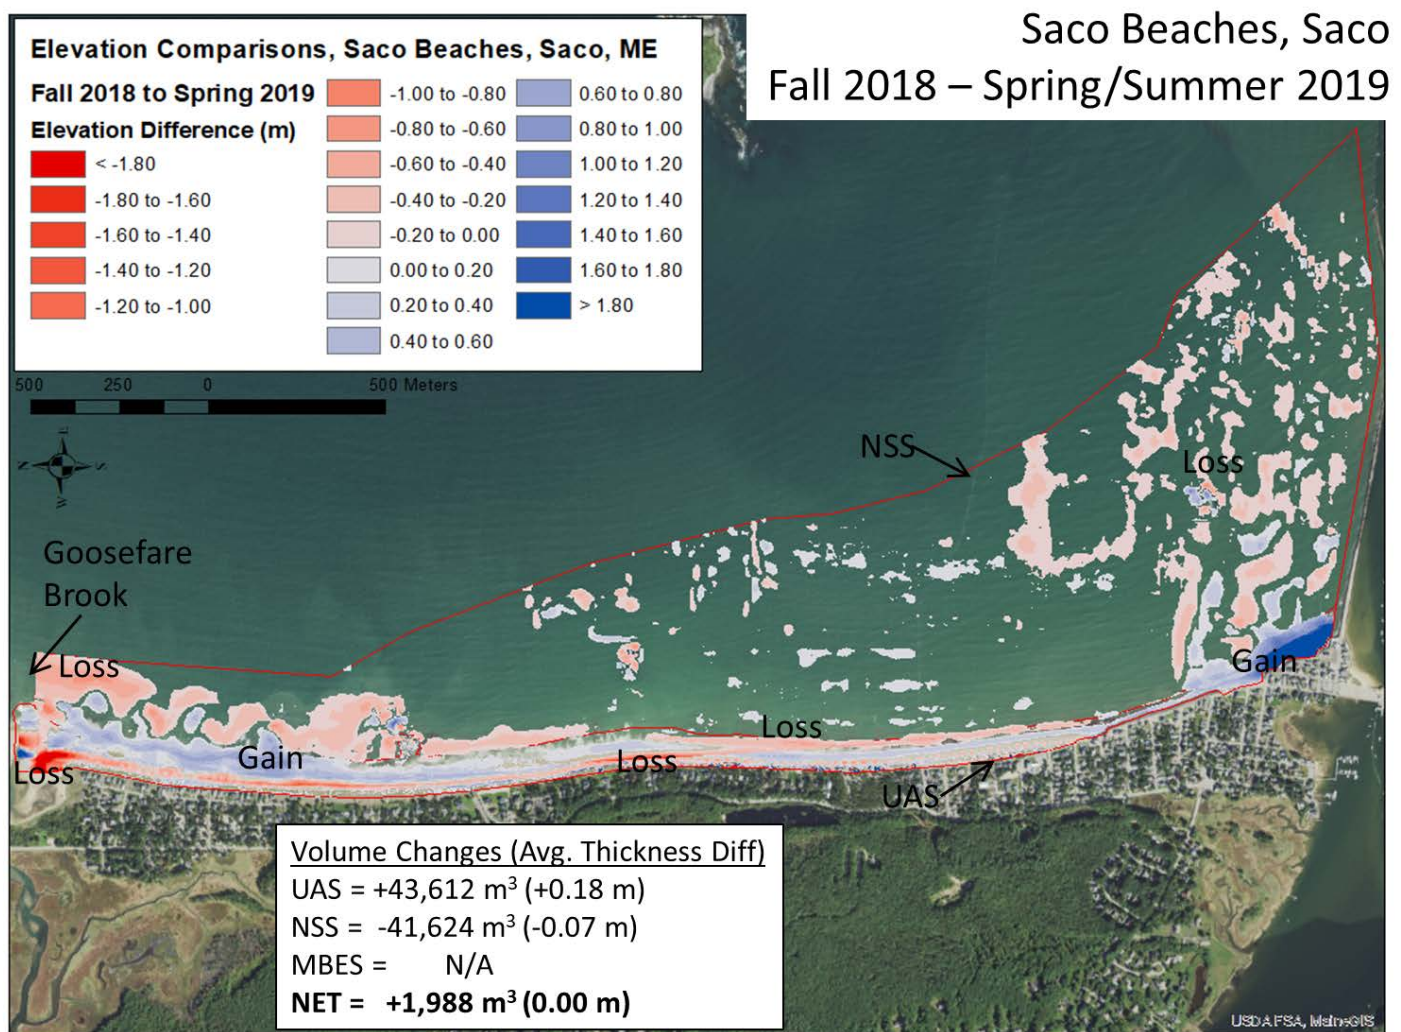 Saco Beaches, Saco
Fall 2018 – Spring/Summer 2019
Elevation Comparisons, Saco Beaches, Saco, ME
Fall 2018 to Spring 2019
Elevation Difference (m)
< -1.80
-1.80 to -1.60
-1.60 to -1.40
-1.40 to -1.20
-1.20 to -1.00
-1.00 to -0.80
-0.80 to -0.60
-0.60 to -0.40
-0.40 to -0.20
-0.20 to 0.00
0.00 to 0.20
0.20 to 0.40
0.40 to 0.60
0.60 to 0.80
0.80 to 1.00
1.00 to 1.20
1.20 to 1.40
1.40 to 1.60
1.60 to 1.80
> 1.80
500 250 0 500 Meters
E
N S
W
NSS
Loss
Goosefare
Brook
Loss
Gain
Loss
Gain
Loss
Loss
UAS
Volume Changes (Avg. Thickness Diff)
UAS = +43,612 m³ (+0.18 m)
NSS = -41,624 m³ (-0.07 m)
MBES = N/A
NET = +1,988 m³ (0.00 m)
USDA FSA, MaineGIS